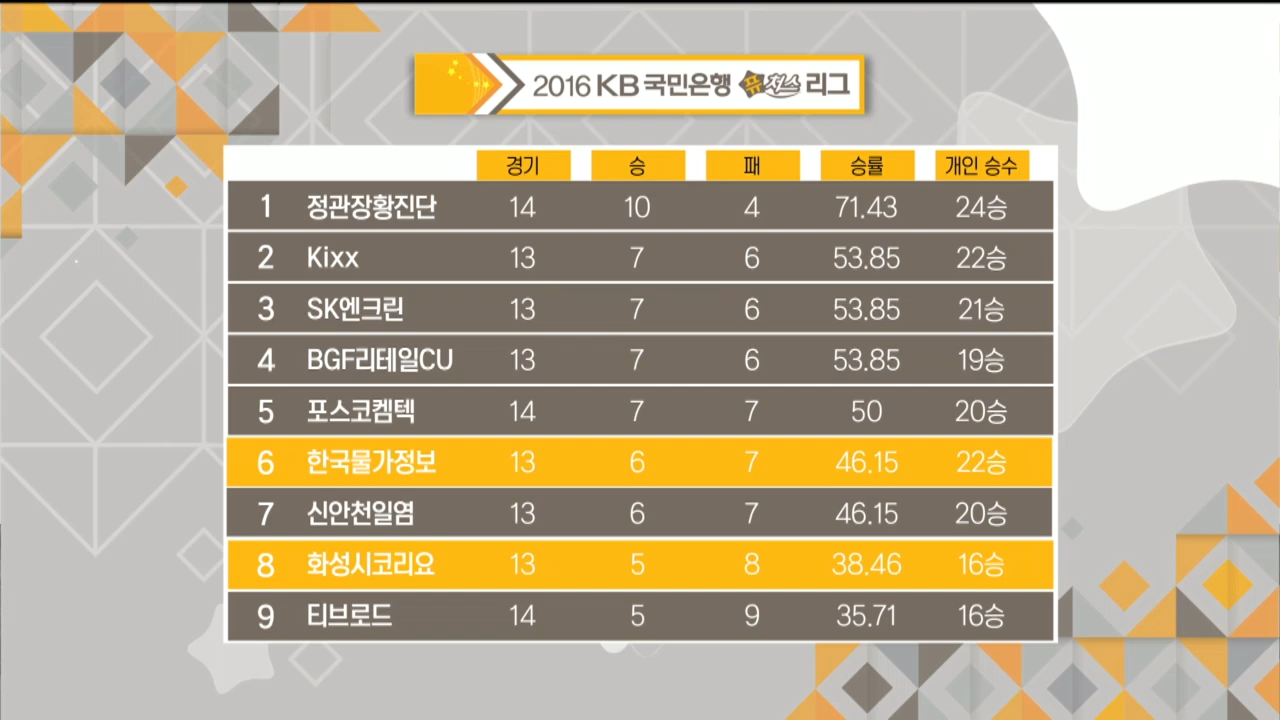 2016 KB 국민은행 퓨처스 리그
경기 승 패 승률 개인 승수
1 정관장황진단 14 10 4 71.43 24승
2 Kixx 13 7 6 53.85 22승
3 SK엔크린 13 7 6 53.85 21승
4 BGF리테일CU 13 7 6 53.85 19승
5 포스코켐텍 14 7 7 50 20승
6 한국물가정보 13 6 7 46.15 22승
7 신안천일염 13 6 7 46.15 20승
8 화성시코리요 13 5 8 38.46 16승
9 티브로드 14 5 9 35.71 16승